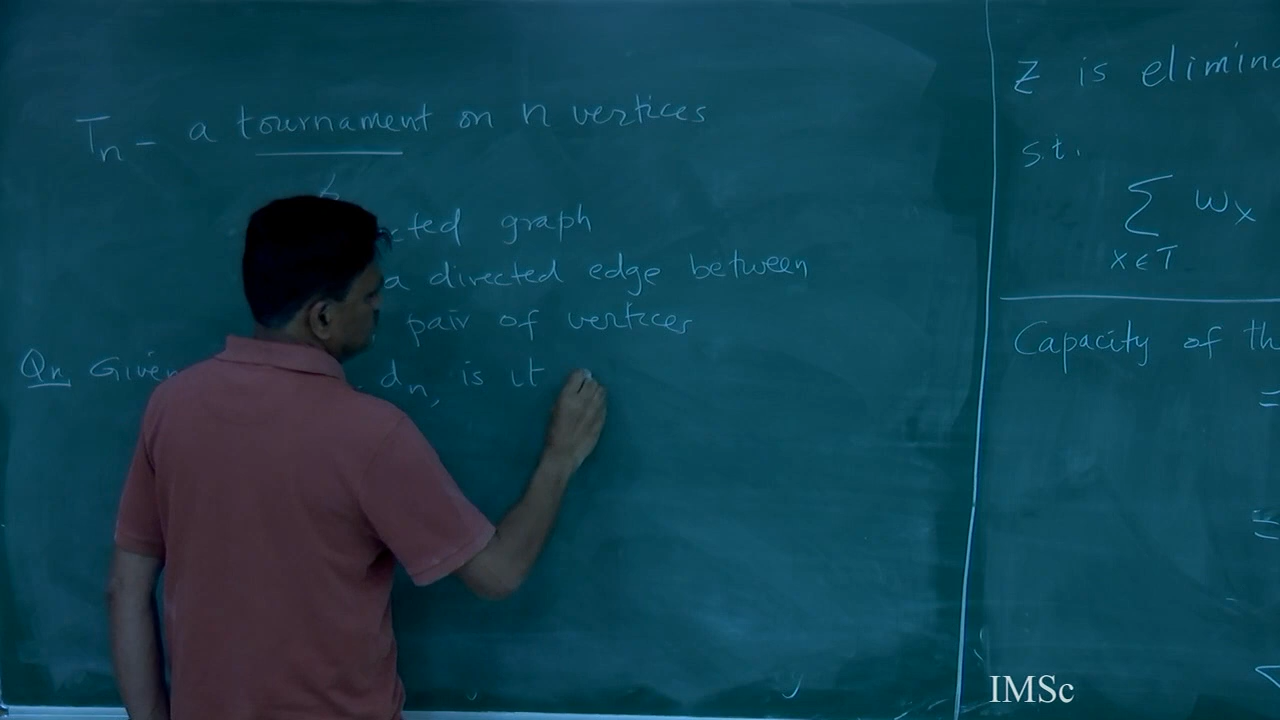 Tn - a tournament on n vertices
cted graph
a directed edge between
pair of vertices
Qn Given dn, is it
Z is elimina
s.t.
∑ wx
x∈T
Capacity of th
=
=
IMSc